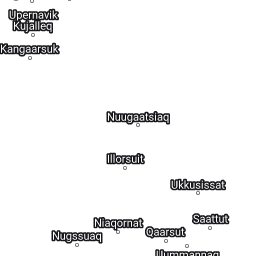 Upernavik
Kujalleq
Kangaarsuk
Nuugaatsiaq
Illorsuit
Ukkusissat
Saattut
Niaqornat
Qaarsut
Nugssuaq